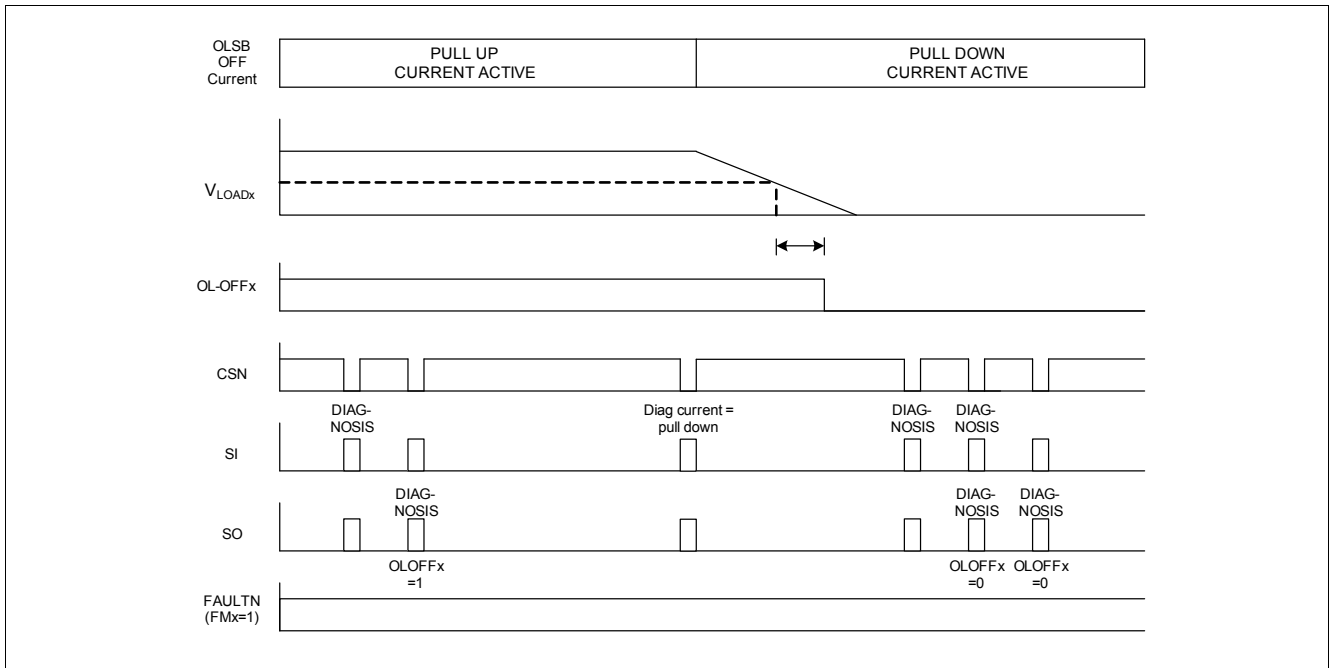 OLSB
OFF
Current
PULL UP
CURRENT ACTIVE
PULL DOWN
CURRENT ACTIVE
VLOADx
OL-OFFx
CSN
DIAG-
NOSIS
Diag current =
pull down
DIAG-
NOSIS
DIAG-
NOSIS
SI
DIAG-
NOSIS
DIAG-
NOSIS
DIAG-
NOSIS
SO
OLOFFx
=1
OLOFFx
=0
OLOFFx
=0
FAULTN
(FMx=1)